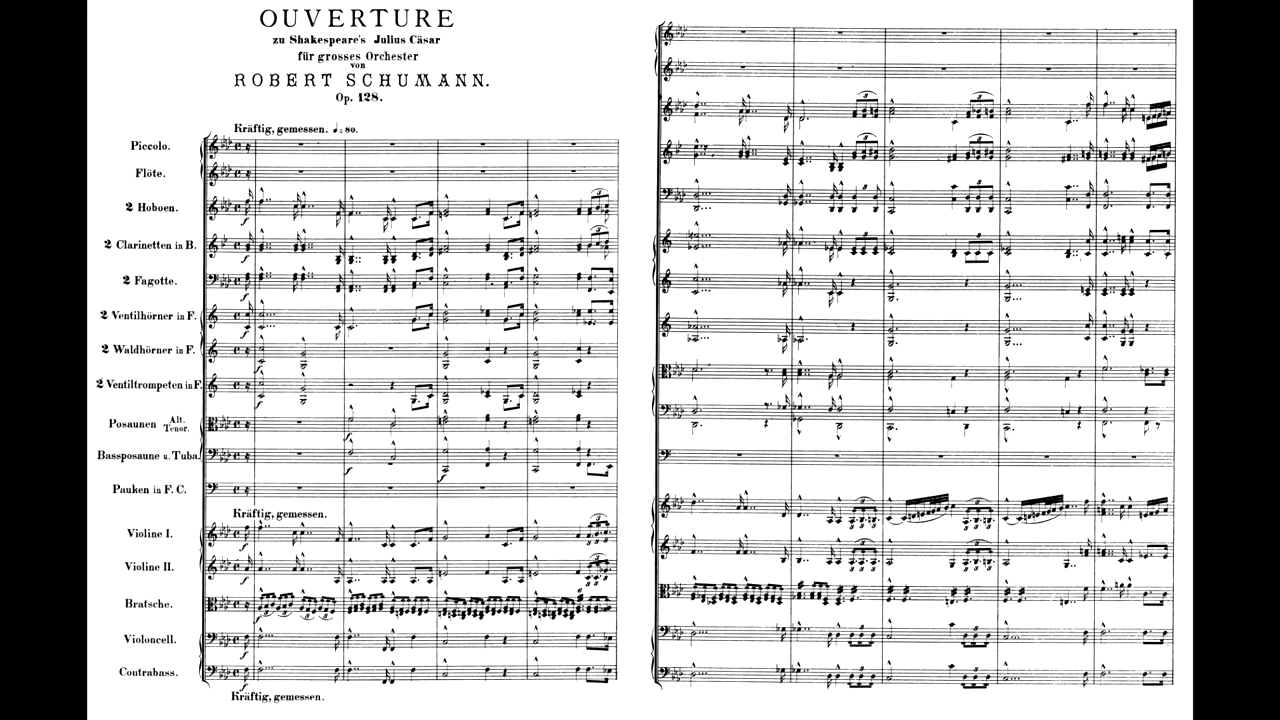 OUVERTURE
zu Shakespeare's Julius Cäsar
für grosses Orchester
von
ROBERT SCHUMANN.
Op. 128.
Kräftig, gemessen. ♩=80.
Piccolo.
Flöte.
2 Hoboen.
2 Clarinetten in B.
2 Fagotte.
2 Ventilhörner in F.
2 Waldhörner in F.
2 Ventiltrompeten in F.
Posaunen Alt. Tenor.
Bassposaune u. Tuba.
Pauken in F. C.
Kräftig, gemessen.
Violine I.
Violine II.
Bratsche.
Violoncell.
Contrabass.
Kräftig, gemessen.